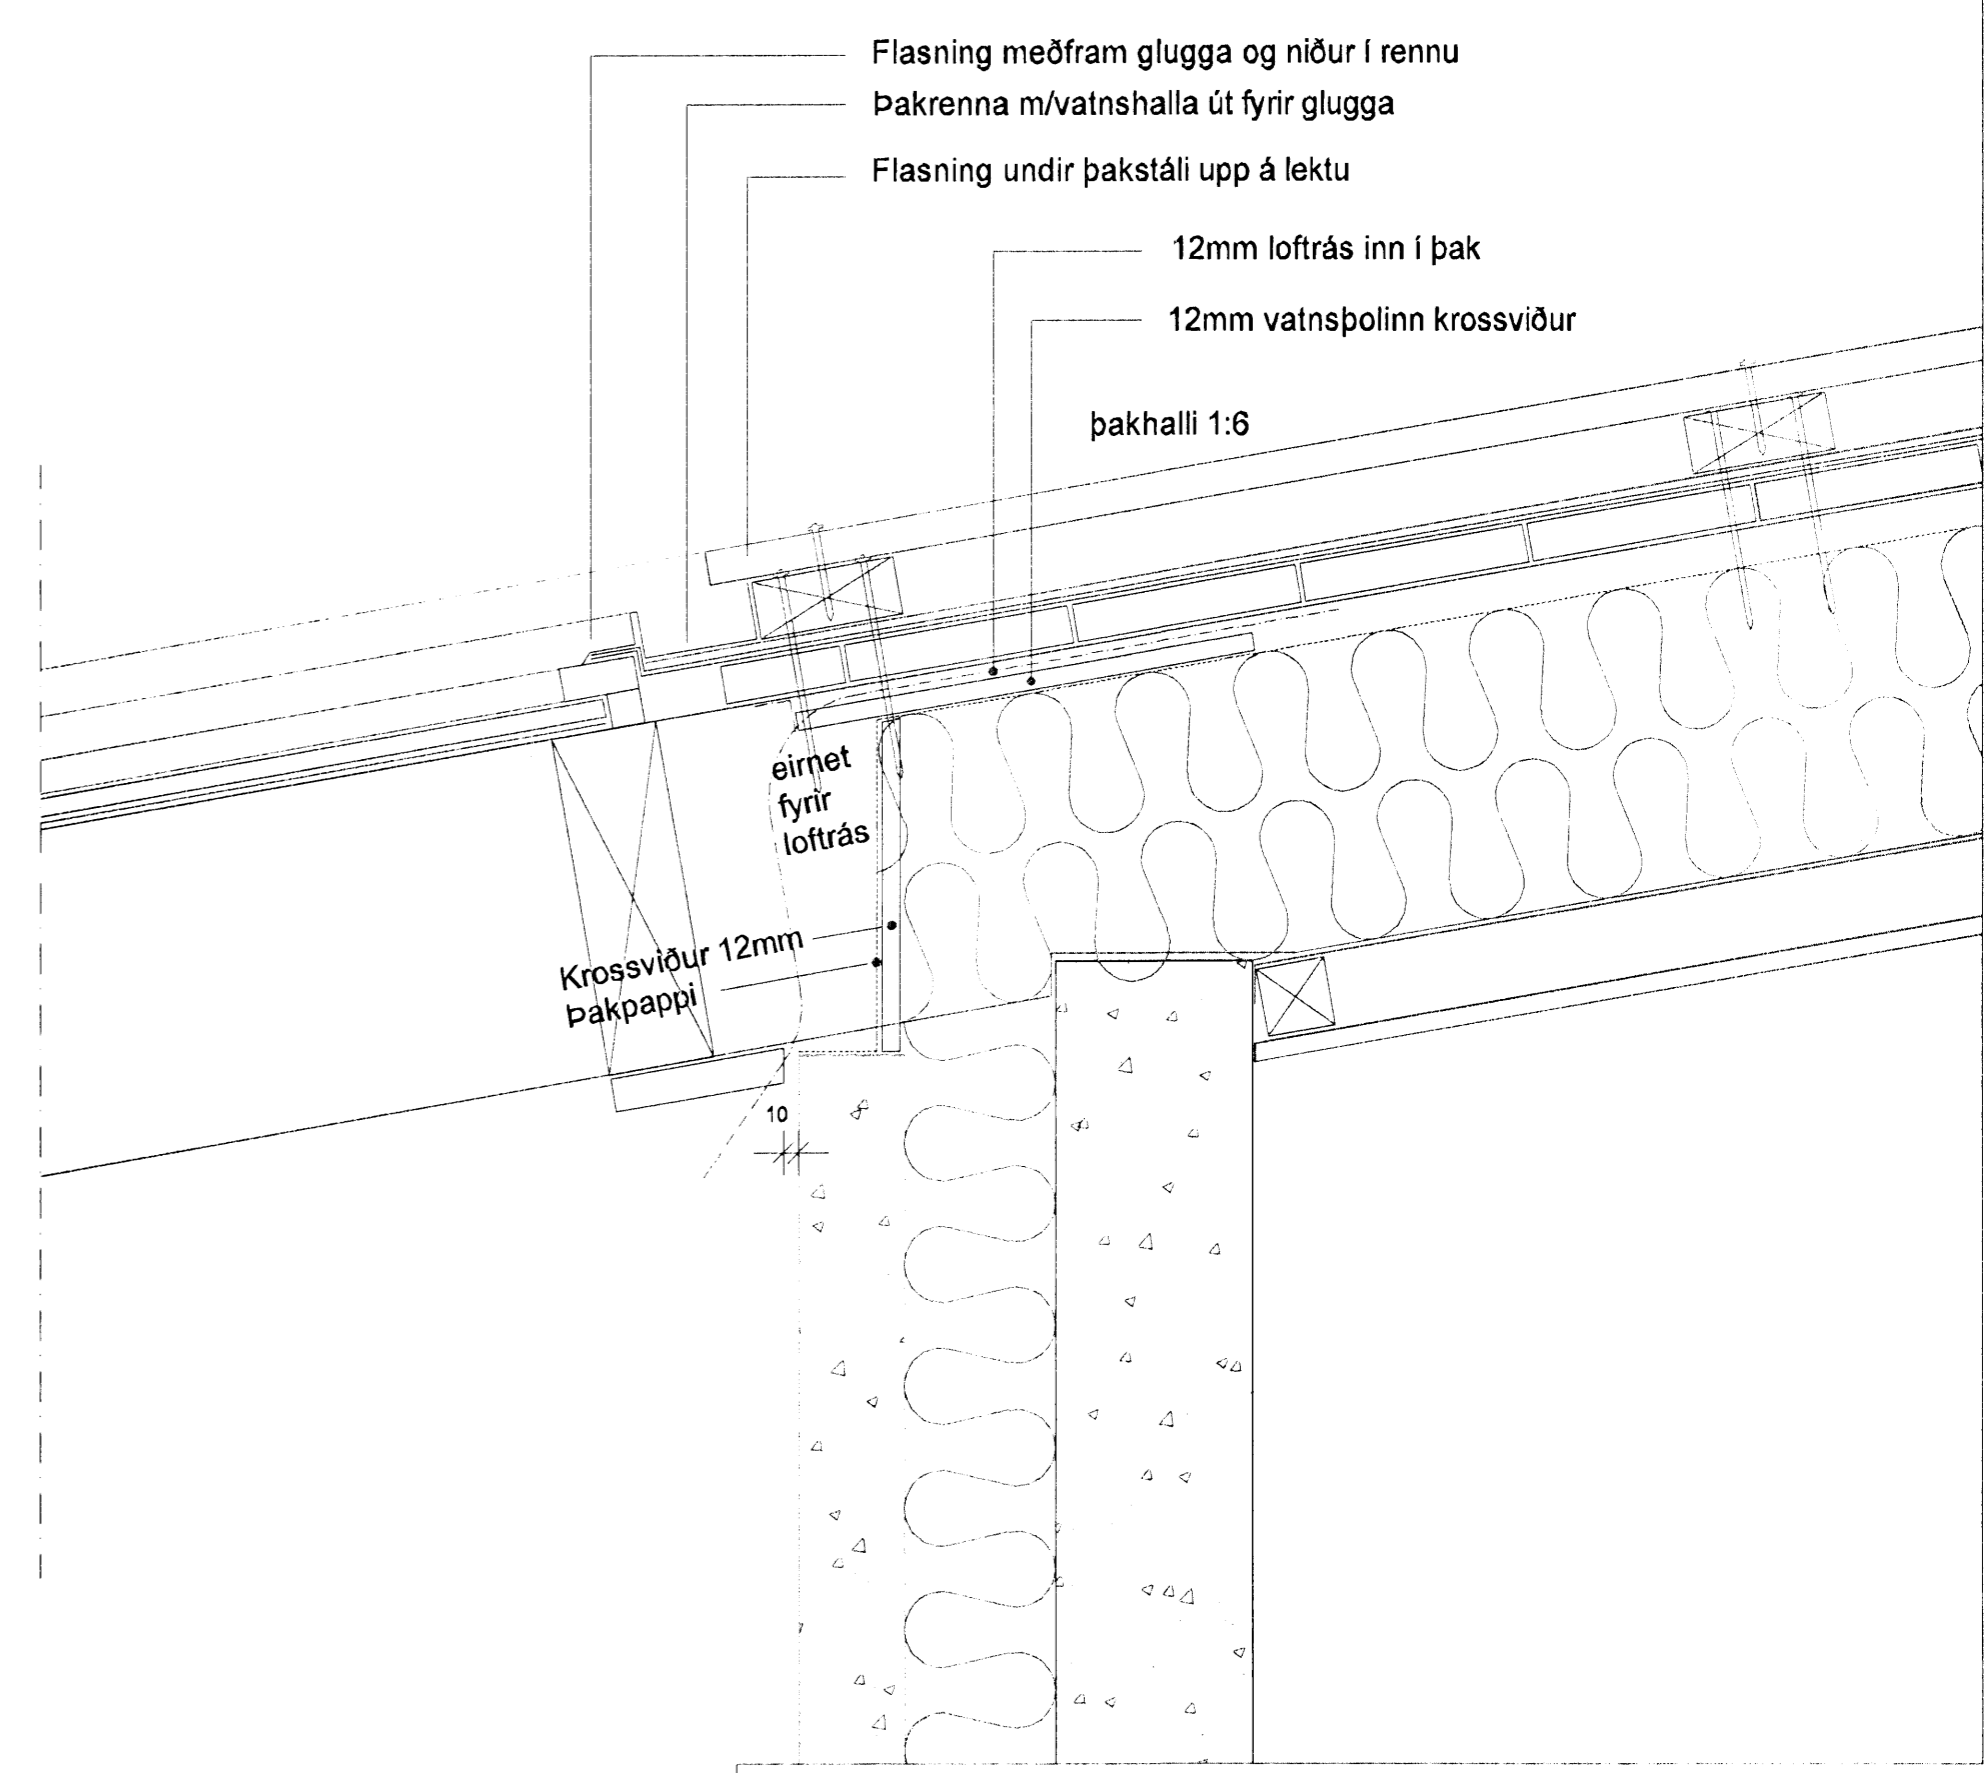 Flasning meðfram glugga og niður í rennu
Þakrenna m/vatnshalla út fyrir glugga
Flasning undir þakstáli upp á lektu
12mm loftrás inn í þak
12mm vatnsþolinn krossviður
þakhalli 1:6
eirnet
fyrir
loftrás
Krossviður 12mm
Þakpappi
10